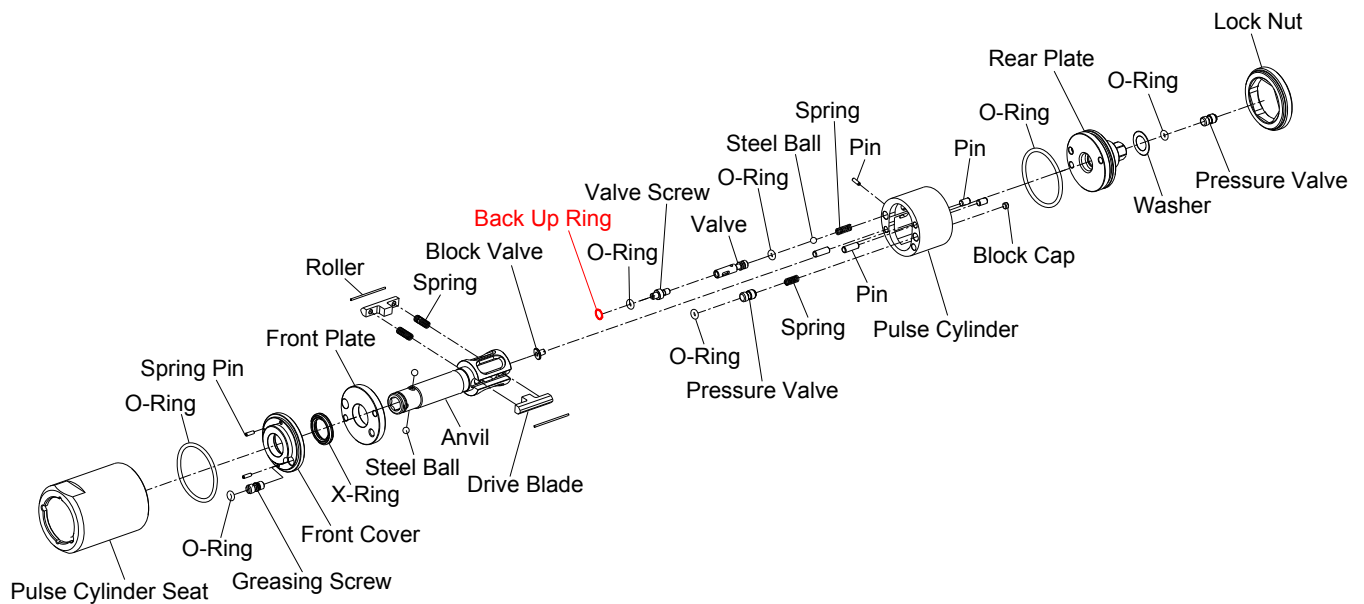 Lock Nut
Rear Plate
O-Ring
O-Ring
Spring
Steel Ball
Pin
Pin
O-Ring
Valve Screw
Pressure Valve
Washer
Back Up Ring
Valve
Block Valve
O-Ring
Block Cap
Roller
Spring
Pin
Spring
Pulse Cylinder
O-Ring
Front Plate
Pressure Valve
Spring Pin
O-Ring
Anvil
Steel Ball
Drive Blade
X-Ring
Front Cover
O-Ring
Greasing Screw
Pulse Cylinder Seat